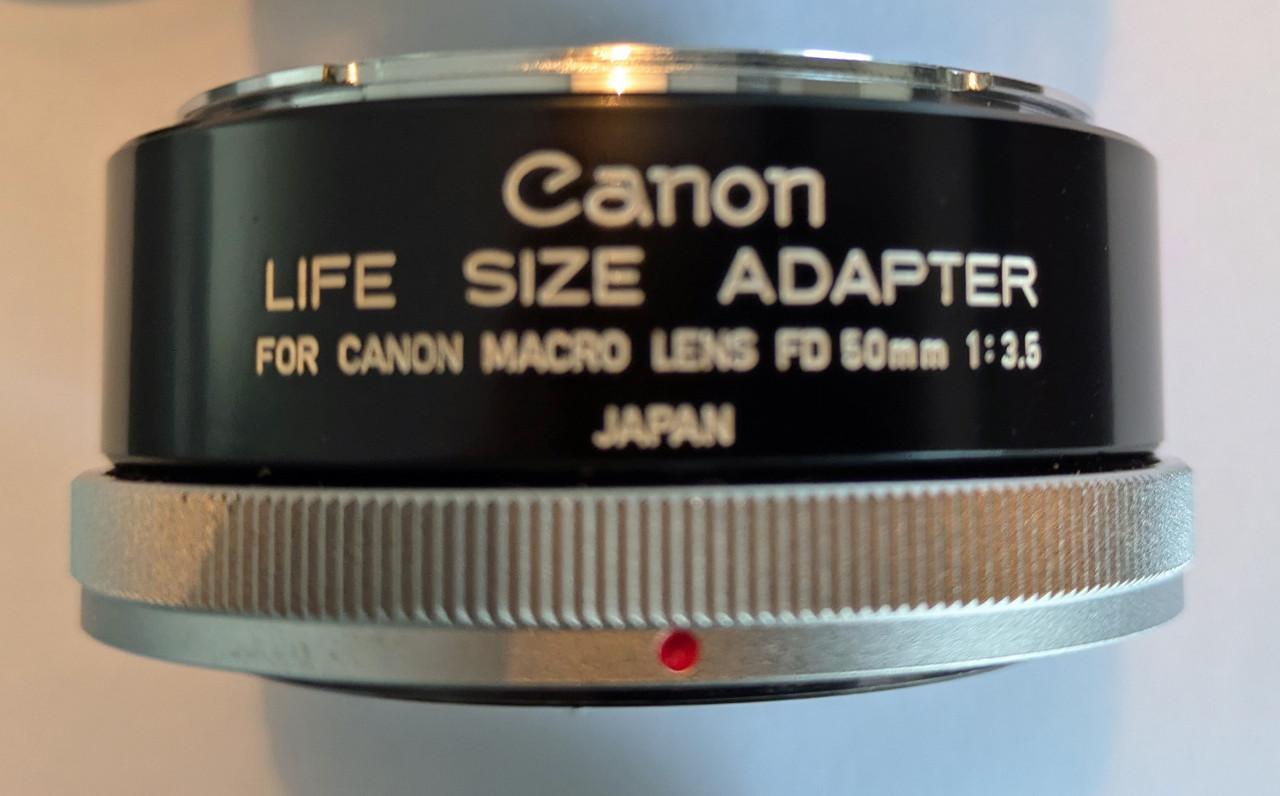 Canon
LIFE SIZE ADAPTER
FOR CANON MACRO LENS FD 50mm 1:3.5
JAPAN